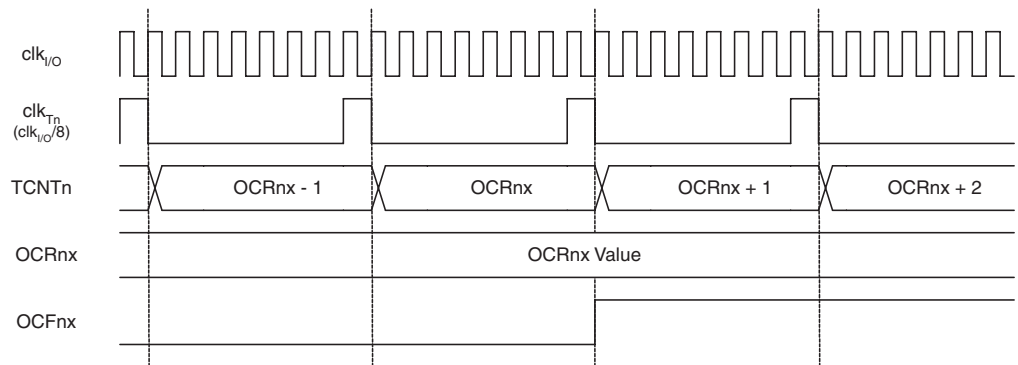 clkI/O
clkTn
(clkI/O/8)
TCNTn
OCRnx - 1
OCRnx
OCRnx + 1
OCRnx + 2
OCRnx
OCRnx Value
OCFnx